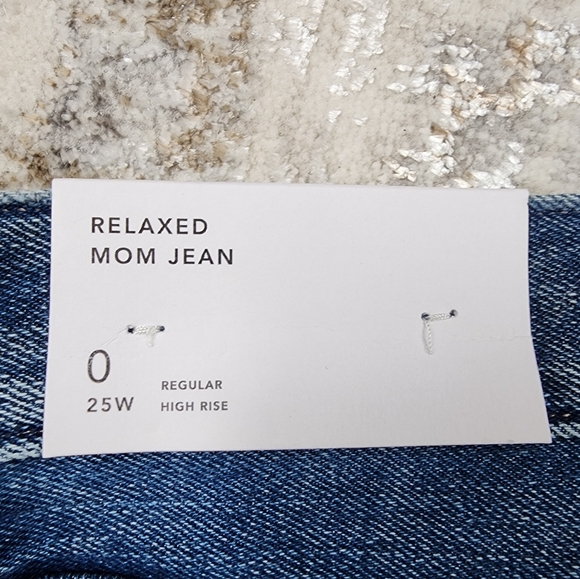 RELAXED
MOM JEAN
0
25W
REGULAR
HIGH RISE